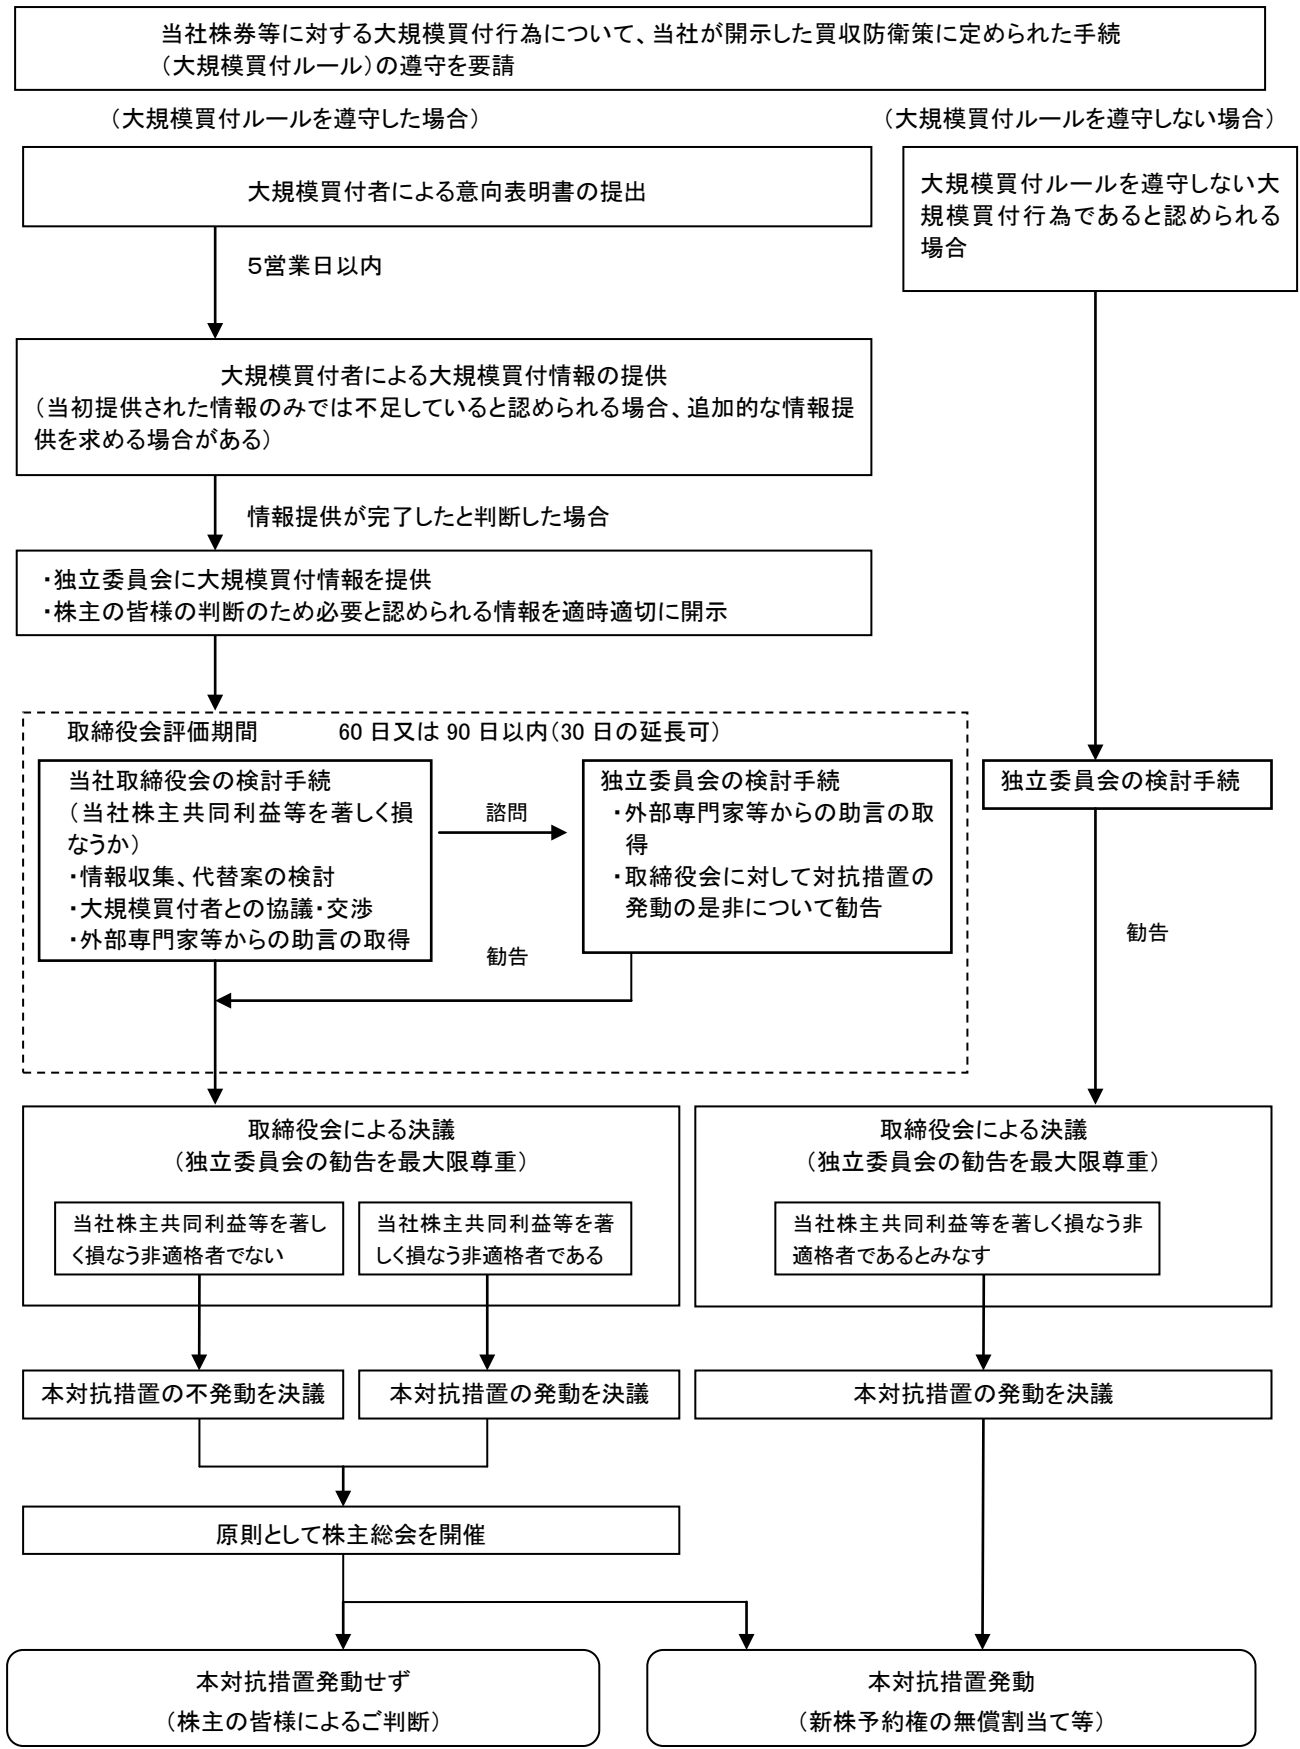 当社株券等に対する大規模買付行為について、当社が開示した買収防衛策に定められた手続
（大規模買付ルール）の遵守を要請
（大規模買付ルールを遵守した場合）
（大規模買付ルールを遵守しない場合）
大規模買付者による意向表明書の提出
大規模買付ルールを遵守しない大
規模買付行為であると認められる
場合
５営業日以内
大規模買付者による大規模買付情報の提供
（当初提供された情報のみでは不足していると認められる場合、追加的な情報提
供を求める場合がある）
情報提供が完了したと判断した場合
・独立委員会に大規模買付情報を提供
・株主の皆様の判断のため必要と認められる情報を適時適切に開示
取締役会評価期間　60 日又は 90 日以内（30 日の延長可）
当社取締役会の検討手続
（当社株主共同利益等を著しく損
なうか）
・情報収集、代替案の検討
・大規模買付者との協議・交渉
・外部専門家等からの助言の取得
諮問
独立委員会の検討手続
・外部専門家等からの助言の取
得
・取締役会に対して対抗措置の
発動の是非について勧告
勧告
独立委員会の検討手続
勧告
取締役会による決議
（独立委員会の勧告を最大限尊重）
当社株主共同利益等を著し
く損なう非適格者でない
当社株主共同利益等を著
しく損なう非適格者である
取締役会による決議
（独立委員会の勧告を最大限尊重）
当社株主共同利益等を著しく損なう非
適格者であるとみなす
本対抗措置の不発動を決議
本対抗措置の発動を決議
本対抗措置の発動を決議
原則として株主総会を開催
本対抗措置発動せず
（株主の皆様によるご判断）
本対抗措置発動
（新株予約権の無償割当て等）